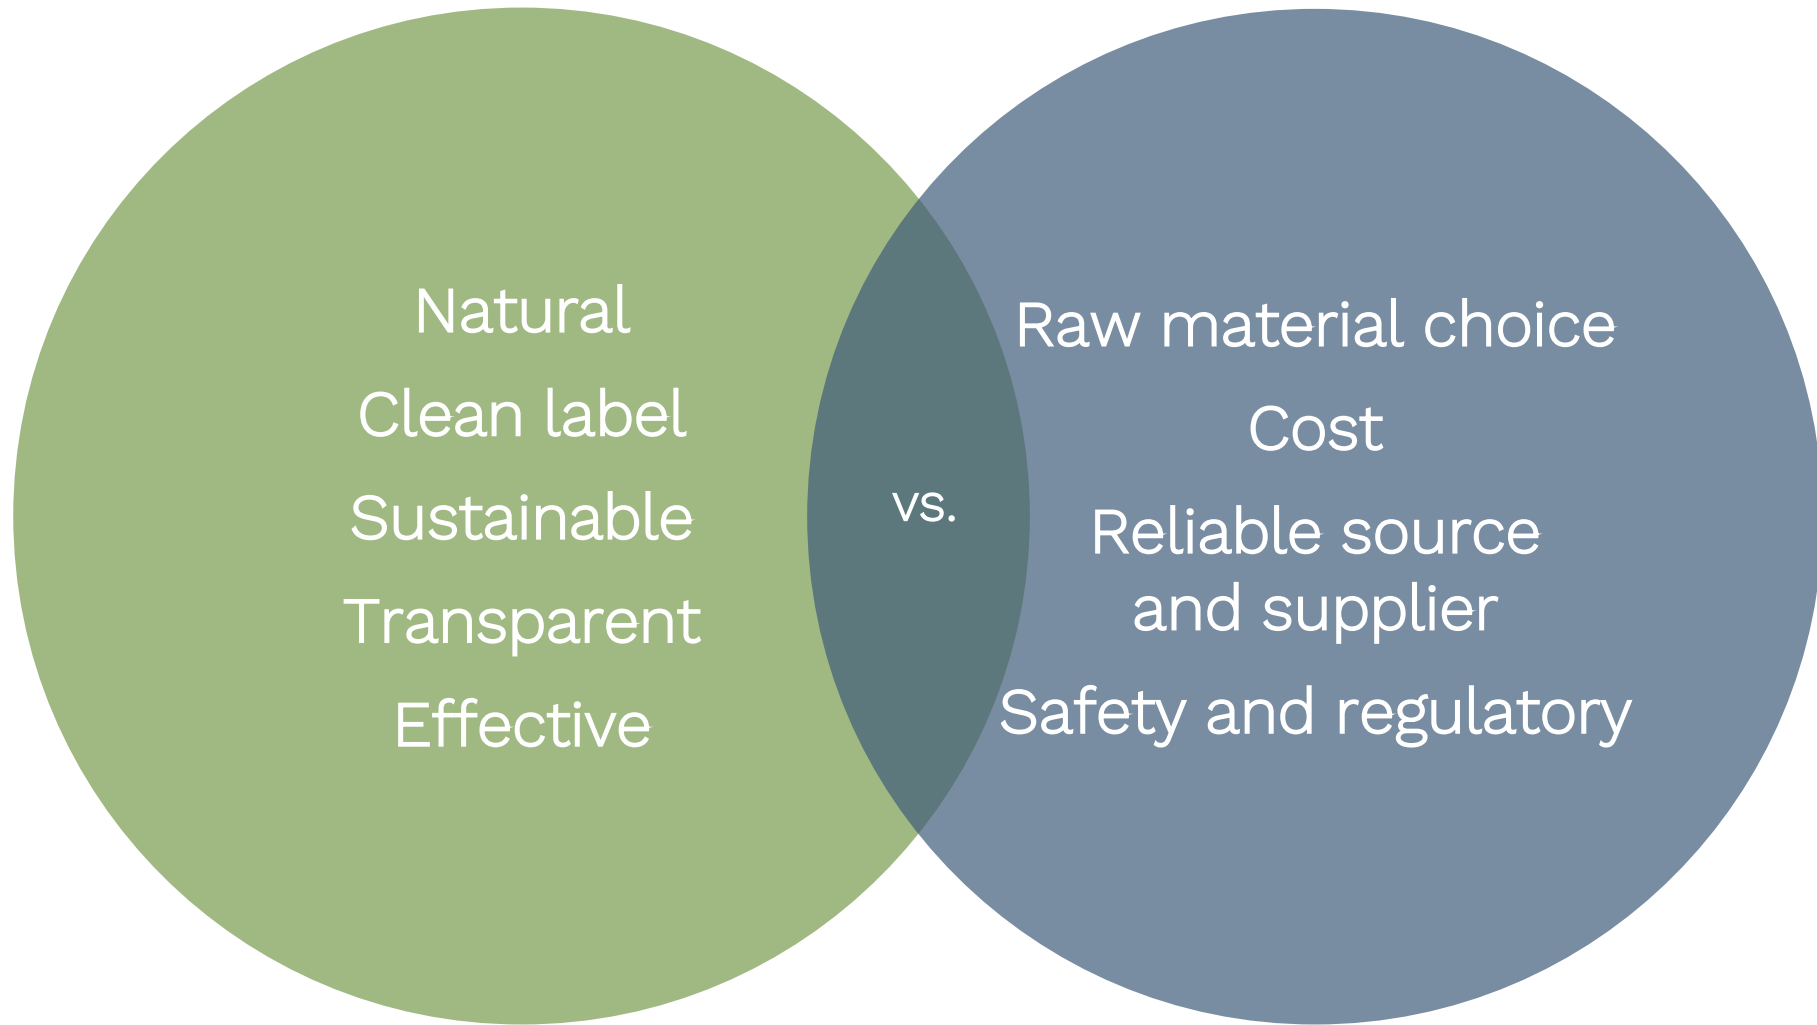 Natural
Clean label
Sustainable
Transparent
Effective
vs.
Raw material choice
Cost
Reliable source
and supplier
Safety and regulatory